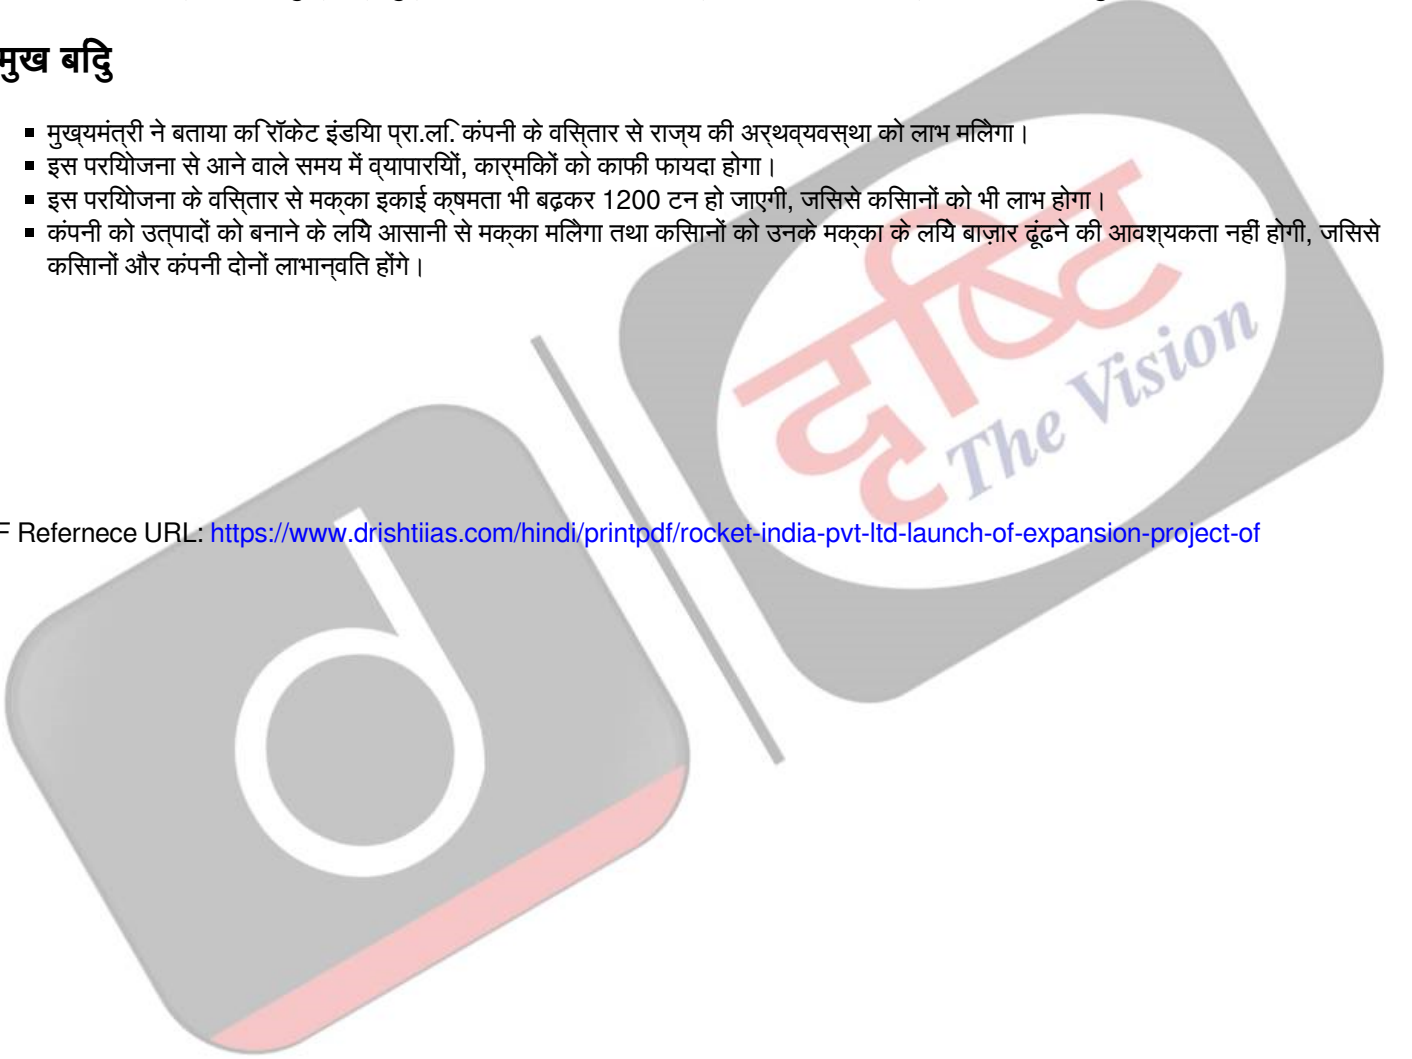 मुख बिंदु
मुख्यमंत्री ने बताया कि रॉकेट इंडिया प्रा.लि. कंपनी के विस्तार से राज्य की अर्थव्यवस्था को लाभ मिलेगा।
इस परियोजना से आने वाले समय में व्यापारियों, कार्मिकों को काफी फायदा होगा।
इस परियोजना के विस्तार से मक्का इकाई क्षमता भी बढ़कर 1200 टन हो जाएगी, जिससे किसानों को भी लाभ होगा।
कंपनी को उत्पादों को बनाने के लिये आसानी से मक्का मिलेगा तथा किसानों को उनके मक्का के लिये बाज़ार ढूंढने की आवश्यकता नहीं होगी, जिससे
किसानों और कंपनी दोनों लाभान्वित होंगे।
दृष्टि
The Vision
F Refernece URL: https://www.drishtiias.com/hindi/printpdf/rocket-india-pvt-ltd-launch-of-expansion-project-of
d